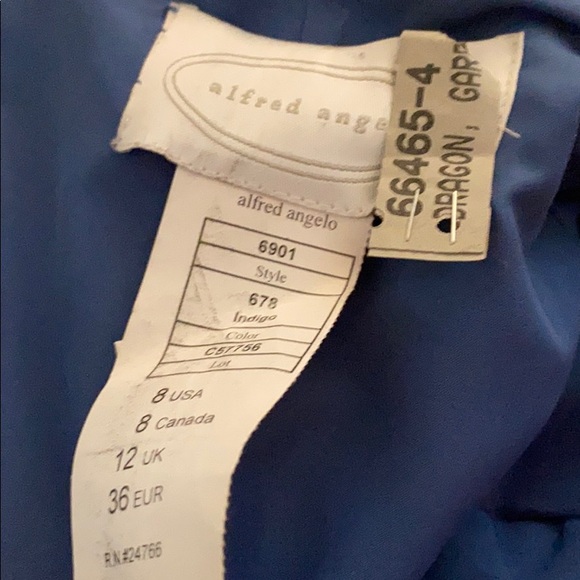 alfred ange
66465-4
DRAGON, GAR
alfred angelo
6901
Style
678
Indigo
Color
C57756
Lot
8 USA
8 Canada
12 UK
36 EUR
R.N.#24766